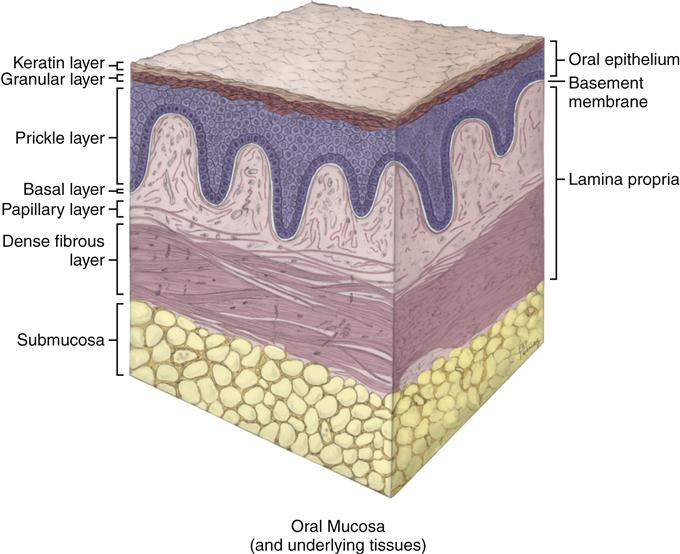 Keratin layer
Granular layer
Prickle layer
Basal layer
Papillary layer
Dense fibrous
layer
Submucosa
Oral epithelium
Basement
membrane
Lamina propria
Oral Mucosa
(and underlying tissues)